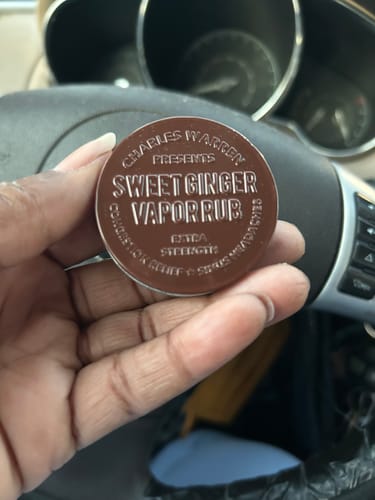 CHARLES WARREN
PRESENTS
SWEET GINGER
VAPOR RUB
EXTRA
STRENGTH
CONGESTION RELIEF ★ SINUS HEADACHES